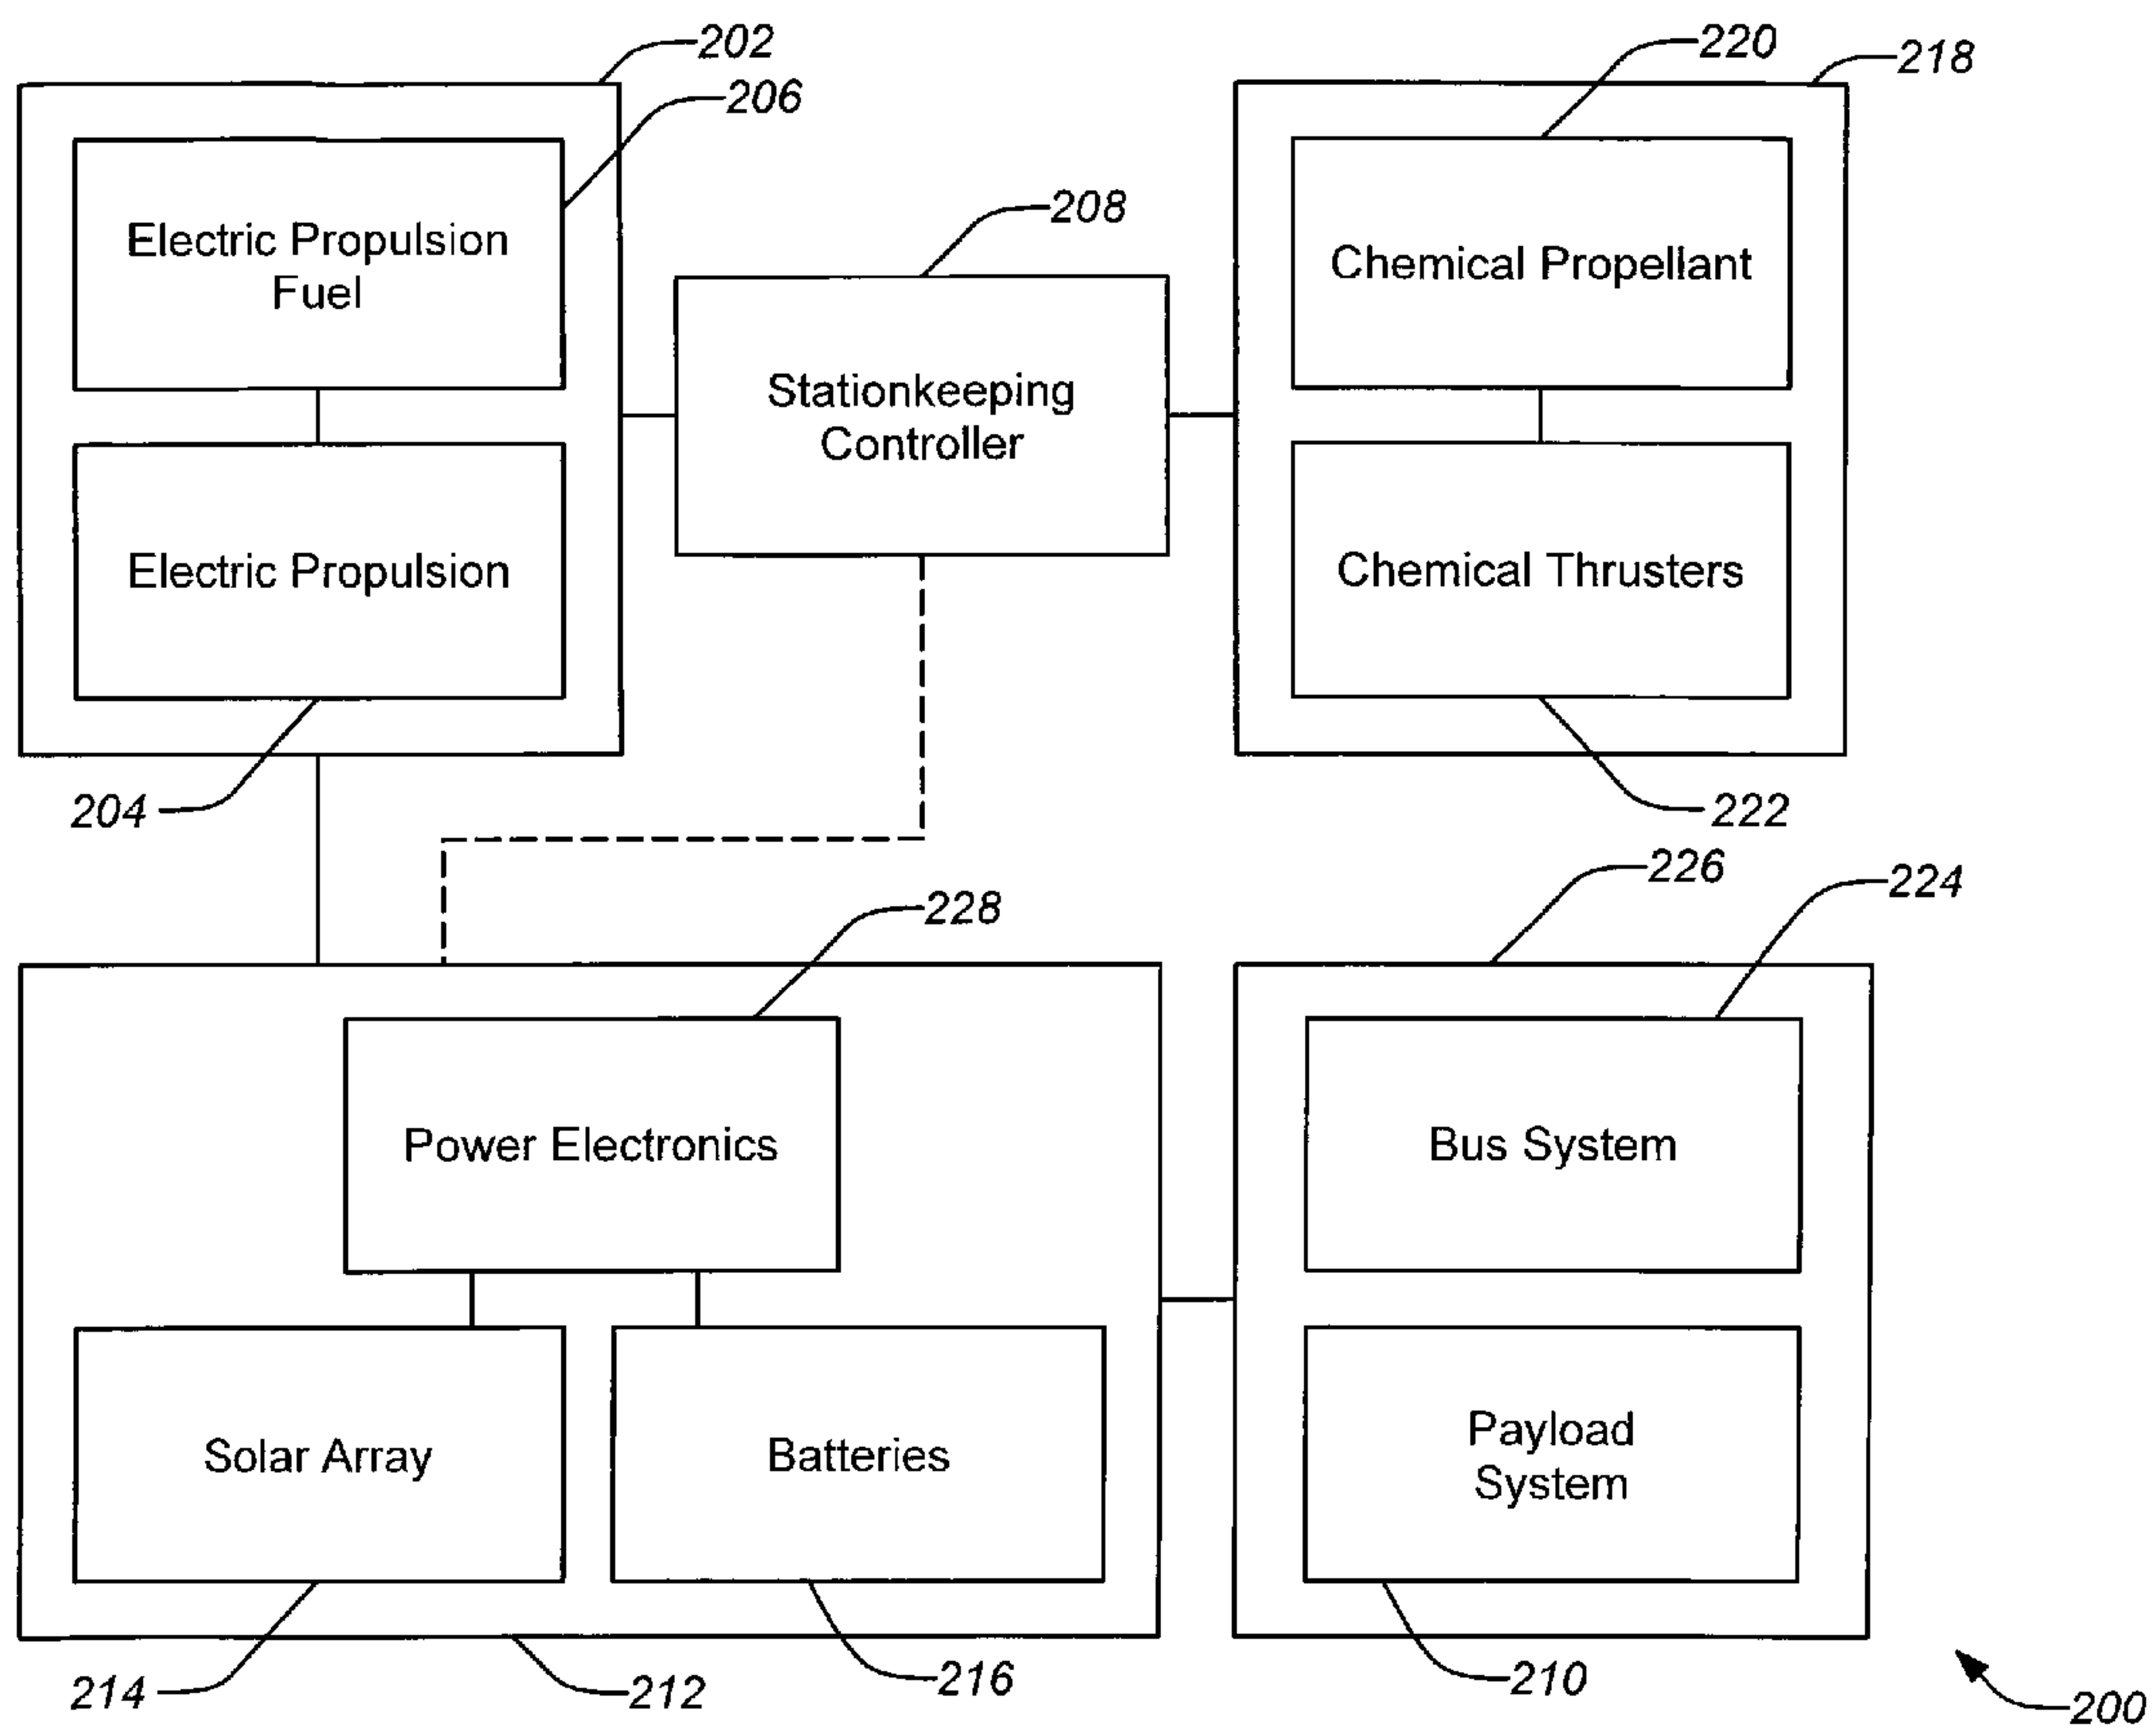 202
206
220
218
Electric Propulsion
Fuel
208
Chemical Propellant
Stationkeeping
Controller
Electric Propulsion
Chemical Thrusters
204
222
226
224
228
Power Electronics
Bus System
Solar Array
Batteries
Payload
System
214
212
216
210
200